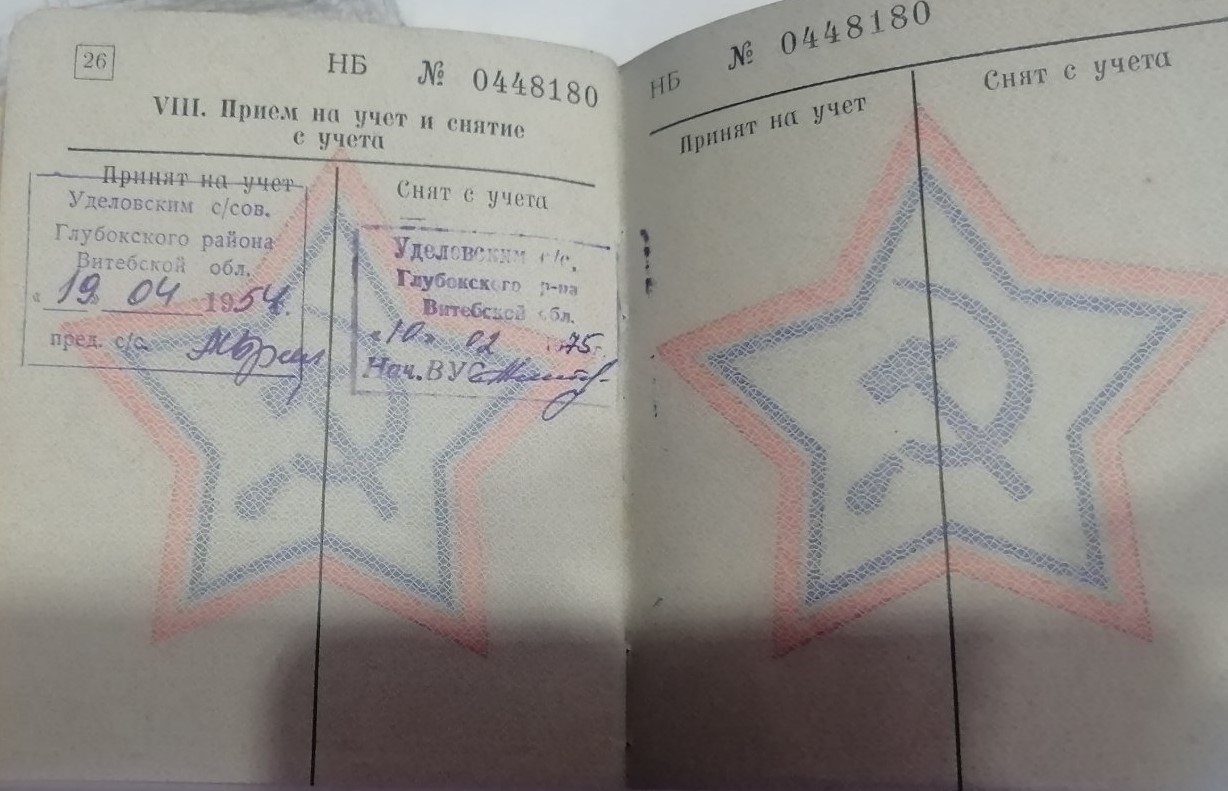 26
НБ № 0448180
VIII. Прием на учет и снятие
с учета
Принят на учет
Уделовским с/сов.
Глубокского района
Витебской обл.
«19» 04 1954.
пред. с/с.
Снят с учета
Уделовским с/с,
Глубокского р-на
Витебской обл.
«10» 02 1975.
Нач. ВУС
НБ № 0448180
Принят на учет
Снят с учета